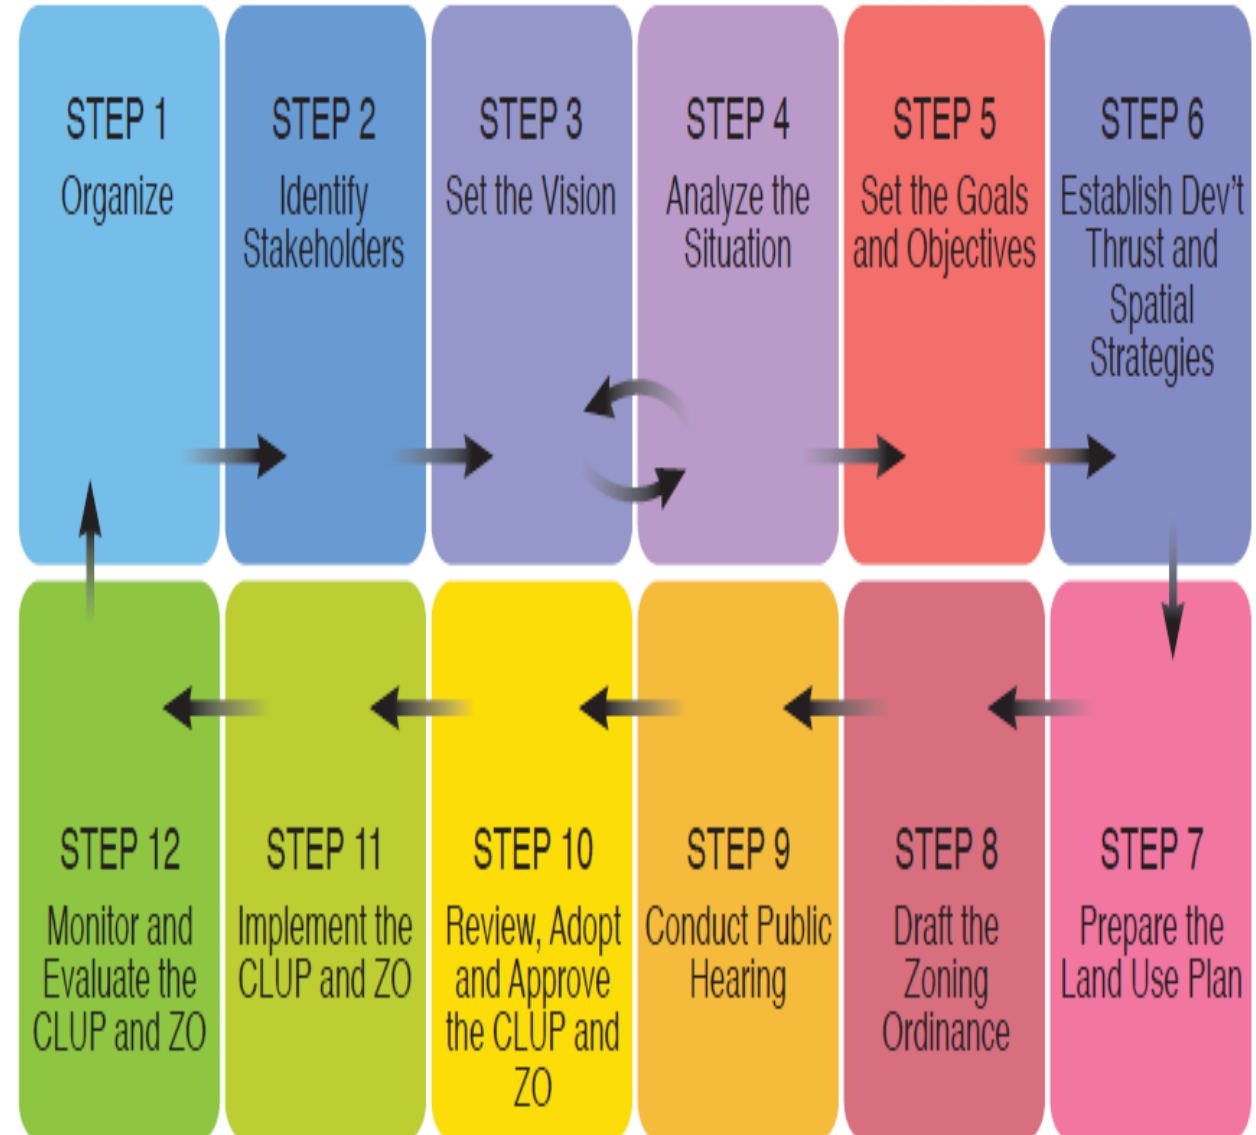 STEP 1
Organize
STEP 2
Identify
Stakeholders
STEP 3
Set the Vision
STEP 4
Analyze the
Situation
STEP 5
Set the Goals
and Objectives
STEP 6
Establish Dev’t
Thrust and
Spatial
Strategies
STEP 7
Prepare the
Land Use Plan
STEP 8
Draft the
Zoning
Ordinance
STEP 9
Conduct Public
Hearing
STEP 10
Review, Adopt
and Approve
the CLUP and
ZO
STEP 11
Implement the
CLUP and ZO
STEP 12
Monitor and
Evaluate the
CLUP and ZO